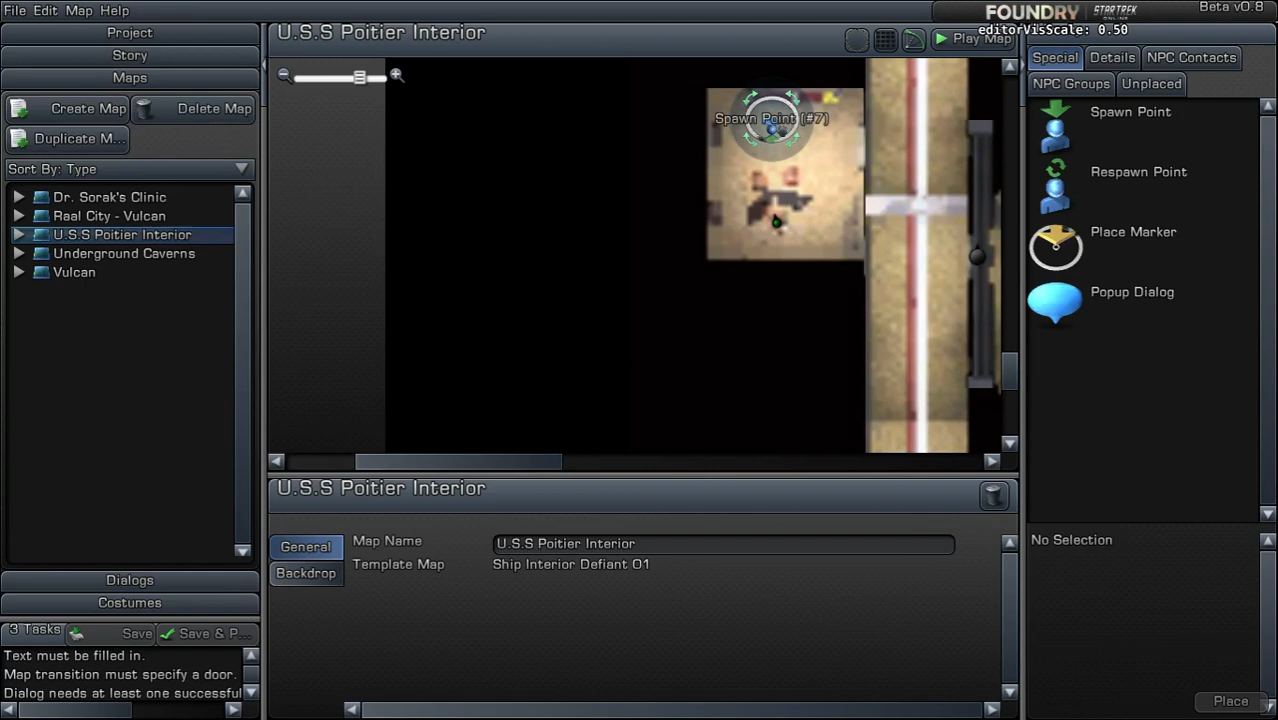 File Edit Map Help
FOUNDRY STAR TREK ONLINE
Beta v0.8
editorVisScale: 0.50
Project
Story
Maps
Create Map
Delete Map
Duplicate M...
Sort By: Type
Dr. Sorak's Clinic
Raal City - Vulcan
U.S.S Poitier Interior
Underground Caverns
Vulcan
Dialogs
Costumes
3 Tasks
Save
Save & P...
Text must be filled in.
Map transition must specify a door.
Dialog needs at least one successful
U.S.S Poitier Interior
Play Map
Spawn Point (#7)
U.S.S Poitier Interior
General
Backdrop
Map Name
U.S.S Poitier Interior
Template Map
Ship Interior Defiant 01
Special
Details
NPC Contacts
NPC Groups
Unplaced
Spawn Point
Respawn Point
Place Marker
Popup Dialog
No Selection
Place